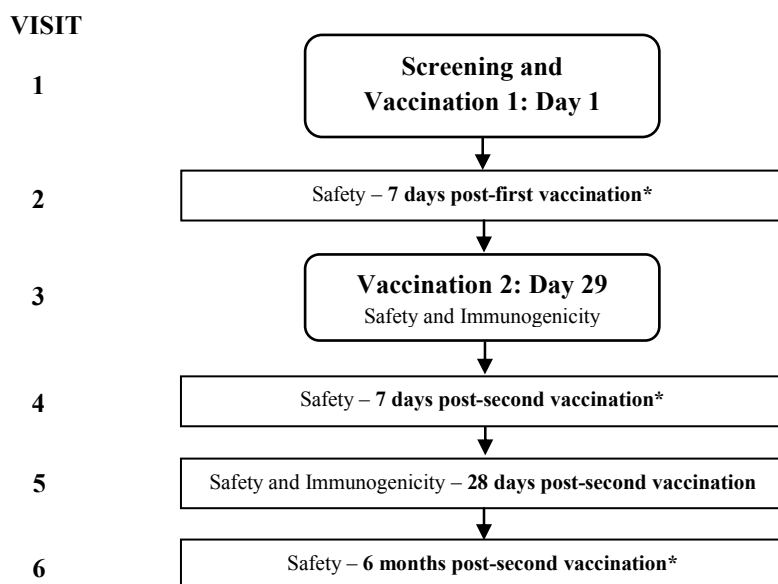 VISIT
1
Screening and
Vaccination 1: Day 1
2
Safety – 7 days post-first vaccination*
3
Vaccination 2: Day 29
Safety and Immunogenicity
4
Safety – 7 days post-second vaccination*
5
Safety and Immunogenicity – 28 days post-second vaccination
6
Safety – 6 months post-second vaccination*